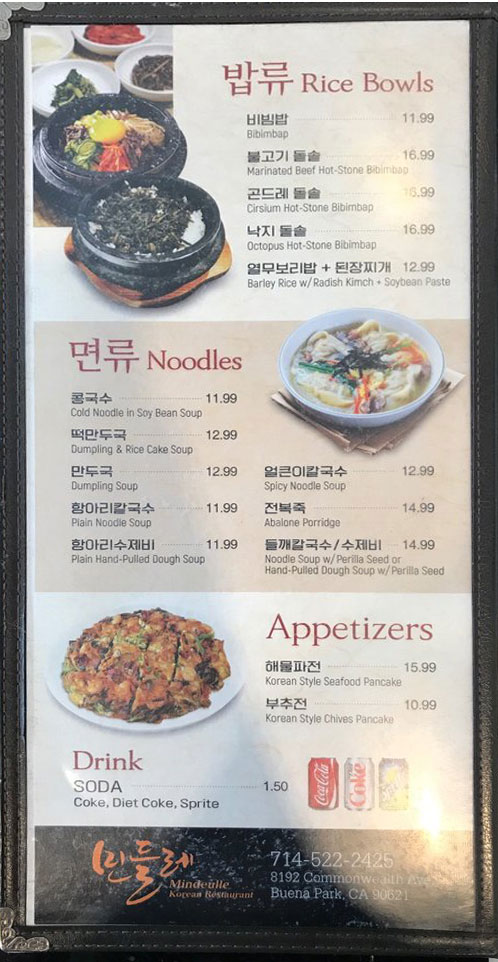 밥류 Rice Bowls
비빔밥 11.99
Bibimbap
불고기 돌솥 16.99
Marinated Beef Hot-Stone Bibimbap
곤드레 돌솥 16.99
Cirsium Hot-Stone Bibimbap
낙지 돌솥 16.99
Octopus Hot-Stone Bibimbap
열무보리밥 + 된장찌개 12.99
Barley Rice w/Radish Kimch + Soybean Paste
면류 Noodles
콩국수 11.99
Cold Noodle in Soy Bean Soup
떡만두국 12.99
Dumpling & Rice Cake Soup
만두국 12.99
Dumpling Soup
항아리칼국수 11.99
Plain Noodle Soup
항아리수제비 11.99
Plain Hand-Pulled Dough Soup
얼큰이칼국수 12.99
Spicy Noodle Soup
전복죽 14.99
Abalone Porridge
들깨칼국수/수제비 14.99
Noodle Soup w/Perilla Seed or
Hand-Pulled Dough Soup w/Perilla Seed
Appetizers
해물파전 15.99
Korean Style Seafood Pancake
부추전 10.99
Korean Style Chives Pancake
Drink
SODA 1.50
Coke, Diet Coke, Sprite
Coca-Cola
Coke
민들레
Mindeulle
Korean Restaurant
714-522-2425
8192 Commonwealth Ave
Buena Park, CA 90621